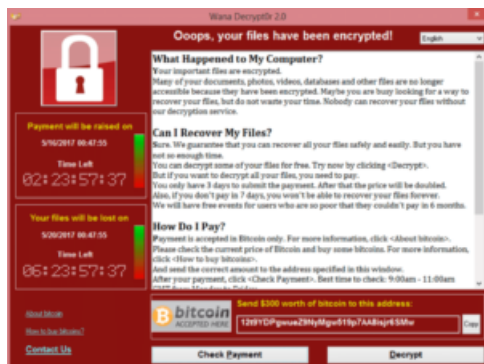 Wana Decrypt0r 2.0
Ooops, your files have been encrypted!
English
Payment will be raised on
5/16/2017 00:47:55
Time Left
02:23:57:37
Your files will be lost on
5/20/2017 00:47:55
Time Left
06:23:57:37
About bitcoin
How to buy bitcoins?
Contact Us
What Happened to My Computer?
Your important files are encrypted.
Many of your documents, photos, videos, databases and other files are no longer
accessible because they have been encrypted. Maybe you are busy looking for a way to
recover your files, but do not waste your time. Nobody can recover your files without
our decryption service.
Can I Recover My Files?
Sure. We guarantee that you can recover all your files safely and easily. But you have
not so enough time.
You can decrypt some of your files for free. Try now by clicking <Decrypt>.
But if you want to decrypt all your files, you need to pay.
You only have 3 days to submit the payment. After that the price will be doubled.
Also, if you don't pay in 7 days, you won't be able to recover your files forever.
We will have free events for users who are so poor that they couldn't pay in 6 months.
How Do I Pay?
Payment is accepted in Bitcoin only. For more information, click <About bitcoin>.
Please check the current price of Bitcoin and buy some bitcoins. For more information,
click <How to buy bitcoins>.
And send the correct amount to the address specified in this window.
After your payment, click <Check Payment>. Best time to check: 9:00am - 11:00am
bitcoin
ACCEPTED HERE
Send $300 worth of bitcoin to this address:
Copy
Check Payment
Decrypt